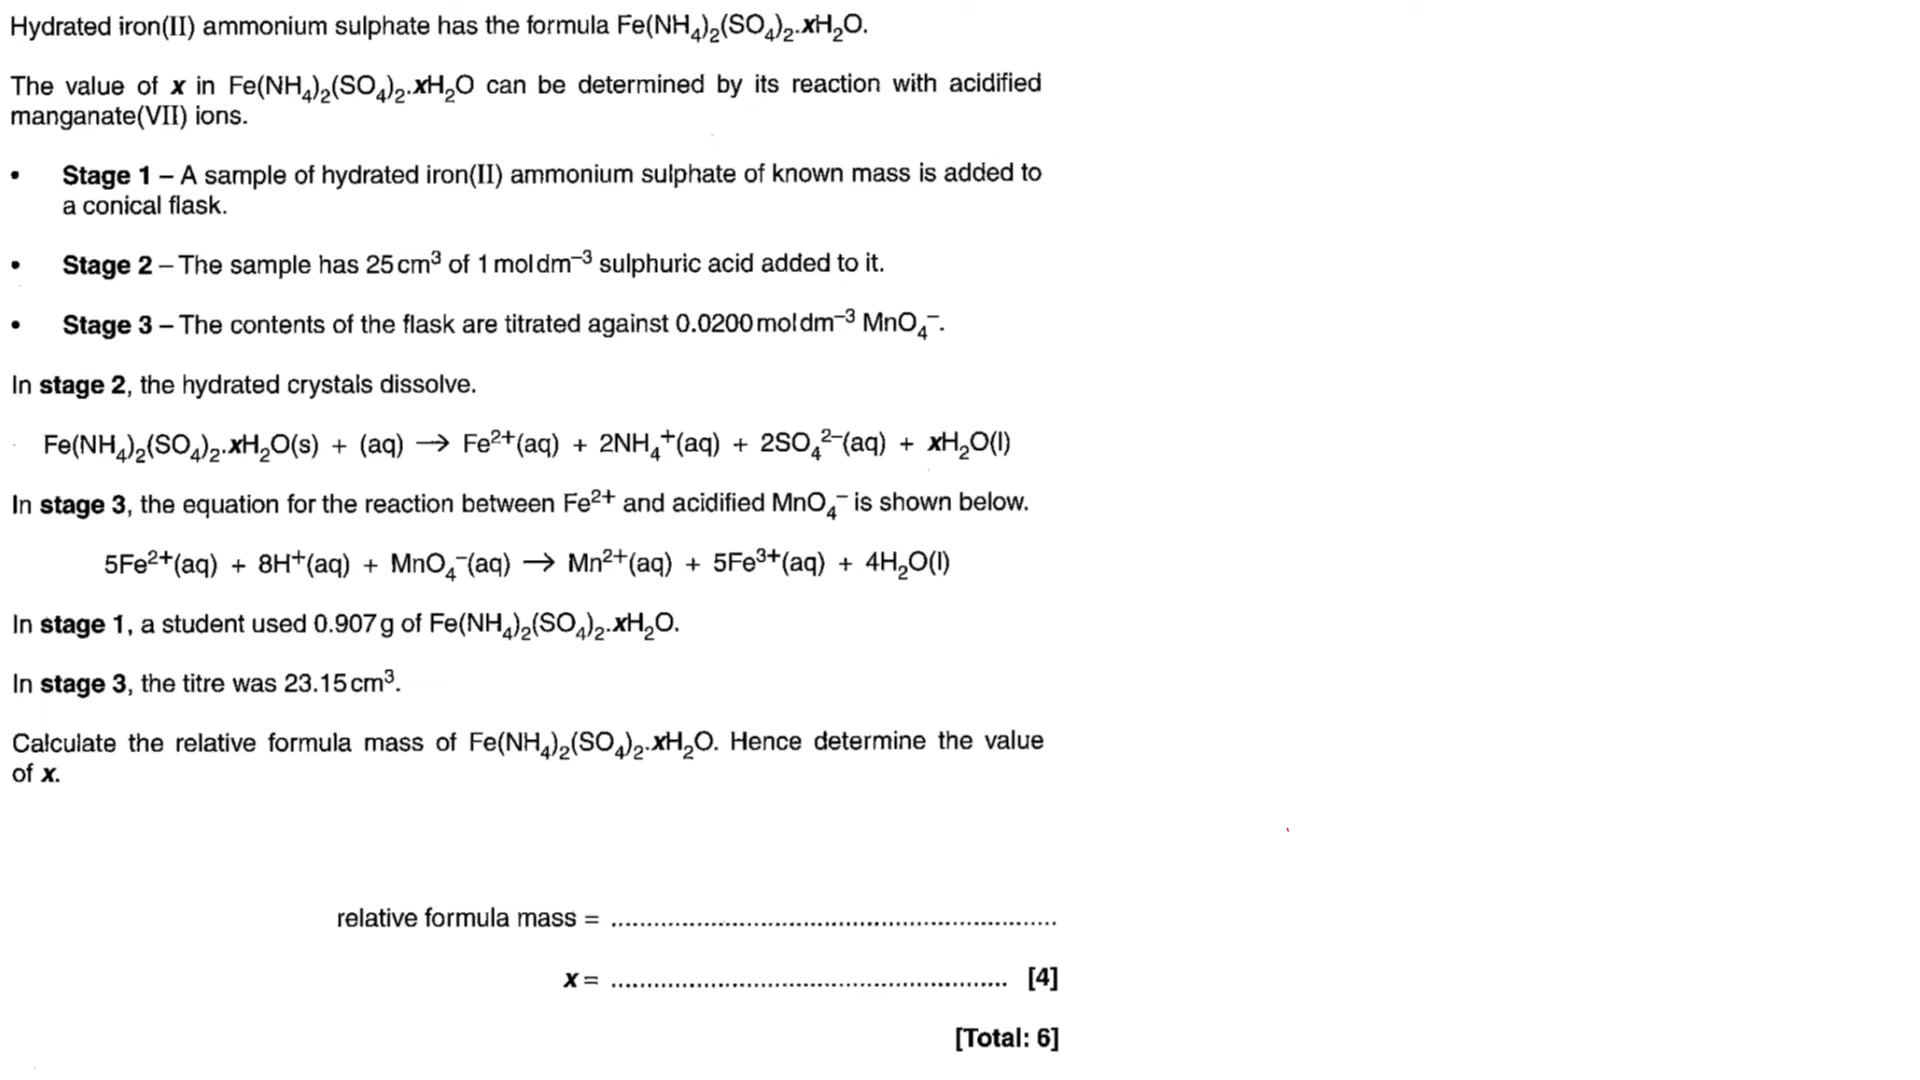 Hydrated iron(II) ammonium sulphate has the formula Fe(NH₄)₂(SO₄)₂.xH₂O.
The value of x in Fe(NH₄)₂(SO₄)₂.xH₂O can be determined by its reaction with acidified
manganate(VII) ions.
• Stage 1 – A sample of hydrated iron(II) ammonium sulphate of known mass is added to
a conical flask.
• Stage 2 – The sample has 25 cm³ of 1 mol dm⁻³ sulphuric acid added to it.
• Stage 3 – The contents of the flask are titrated against 0.0200 mol dm⁻³ MnO₄⁻.
In stage 2, the hydrated crystals dissolve.
Fe(NH₄)₂(SO₄)₂.xH₂O(s) + (aq) → Fe²⁺(aq) + 2NH₄⁺(aq) + 2SO₄²⁻(aq) + xH₂O(l)
In stage 3, the equation for the reaction between Fe²⁺ and acidified MnO₄⁻ is shown below.
5Fe²⁺(aq) + 8H⁺(aq) + MnO₄⁻(aq) → Mn²⁺(aq) + 5Fe³⁺(aq) + 4H₂O(l)
In stage 1, a student used 0.907 g of Fe(NH₄)₂(SO₄)₂.xH₂O.
In stage 3, the titre was 23.15 cm³.
Calculate the relative formula mass of Fe(NH₄)₂(SO₄)₂.xH₂O. Hence determine the value
of x.
relative formula mass = ................................................................
x = ......................................................... [4]
[Total: 6]